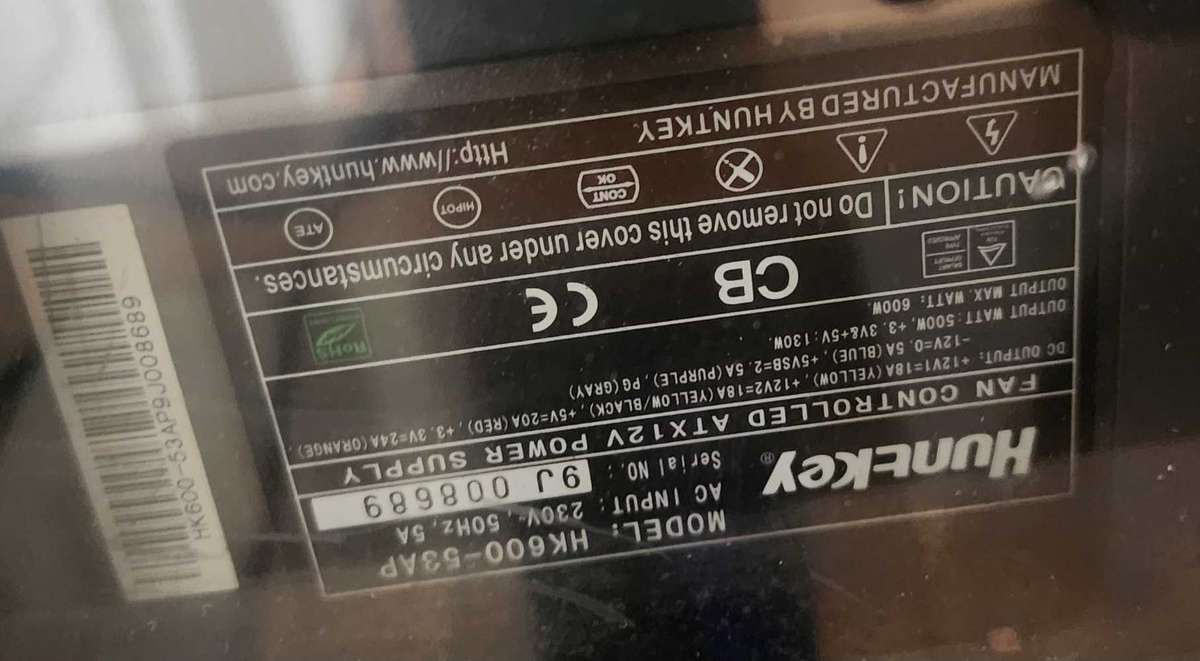 Huntkey®
MODEL: HK600-53AP
AC INPUT: 230V~, 50Hz, 5A
Serial NO.: 9J 008689
FAN CONTROLLED ATX12V POWER SUPPLY
DC OUTPUT: +12V1=18A (YELLOW), +12V2=18A (YELLOW/BLACK), +5V=20A (RED), +3.3V=24A (ORANGE),
-12V=0.5A (BLUE), +5VSB=2.5A (PURPLE), PG (GRAY)
OUTPUT WATT: 500W, +3.3V&+5V: 130W.
OUTPUT MAX. WATT: 600W.
TYPE
APPROVED
CB
CE
RoHS
CAUTION! Do not remove this cover under any circumstances.
CONT
OK
HIPOT
ATE
MANUFACTURED BY HUNTKEY.
Http://www.huntkey.com
HK600-53AP9J008689